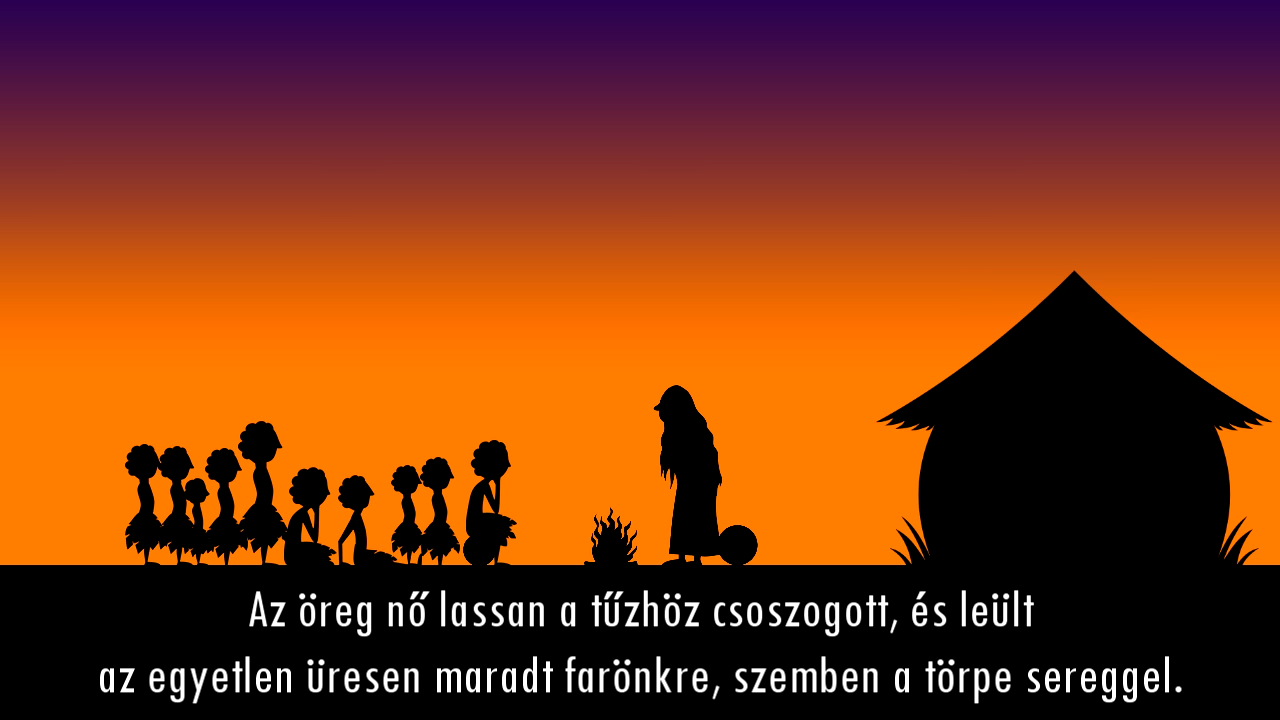 Az öreg nő lassan a tűzhöz csoszogott, és leült
az egyetlen üresen maradt farönkre, szemben a törpe sereggel.